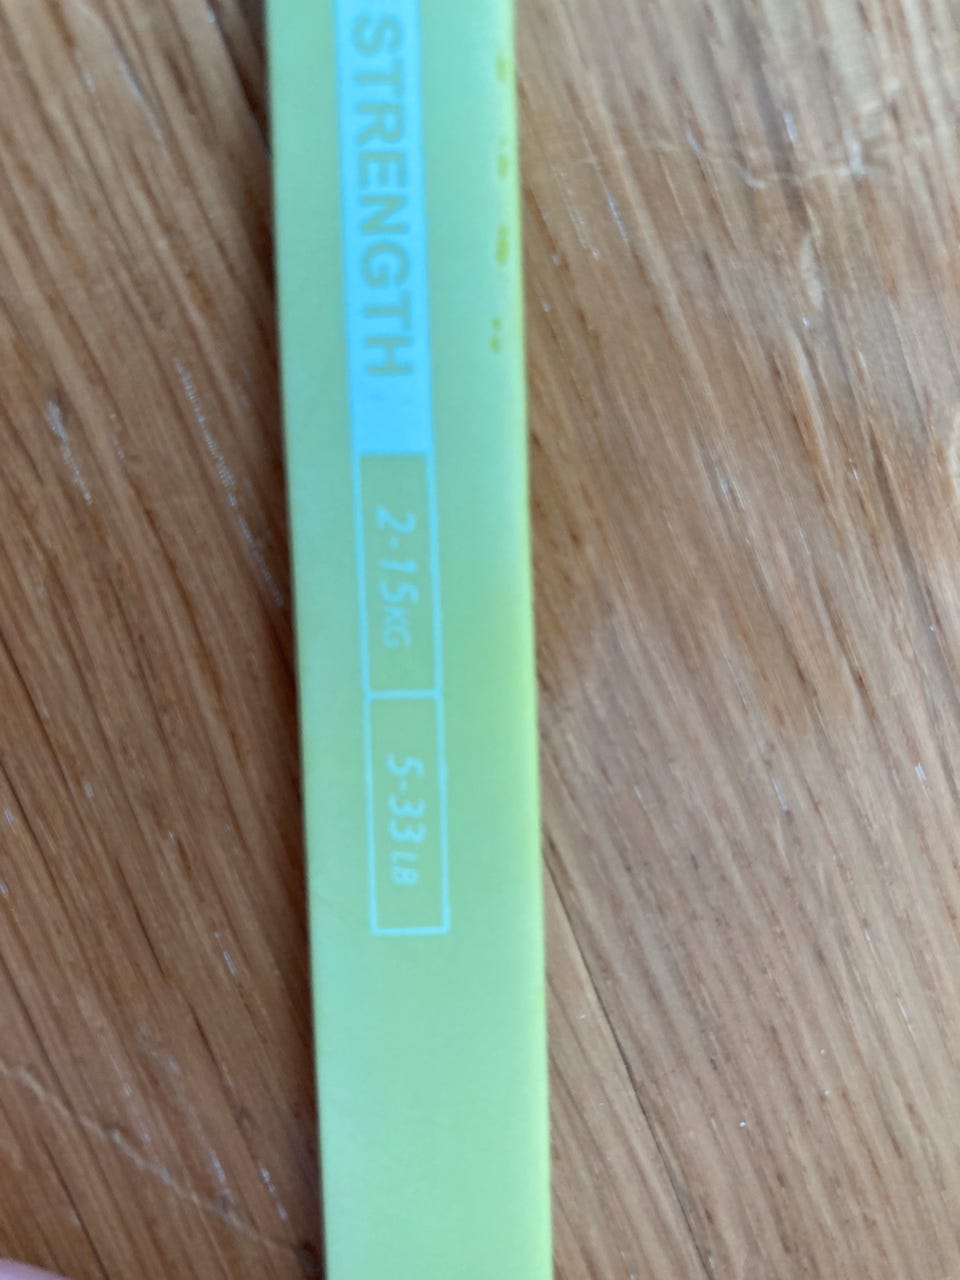 STRENGTH
2-15KG
5-33LB